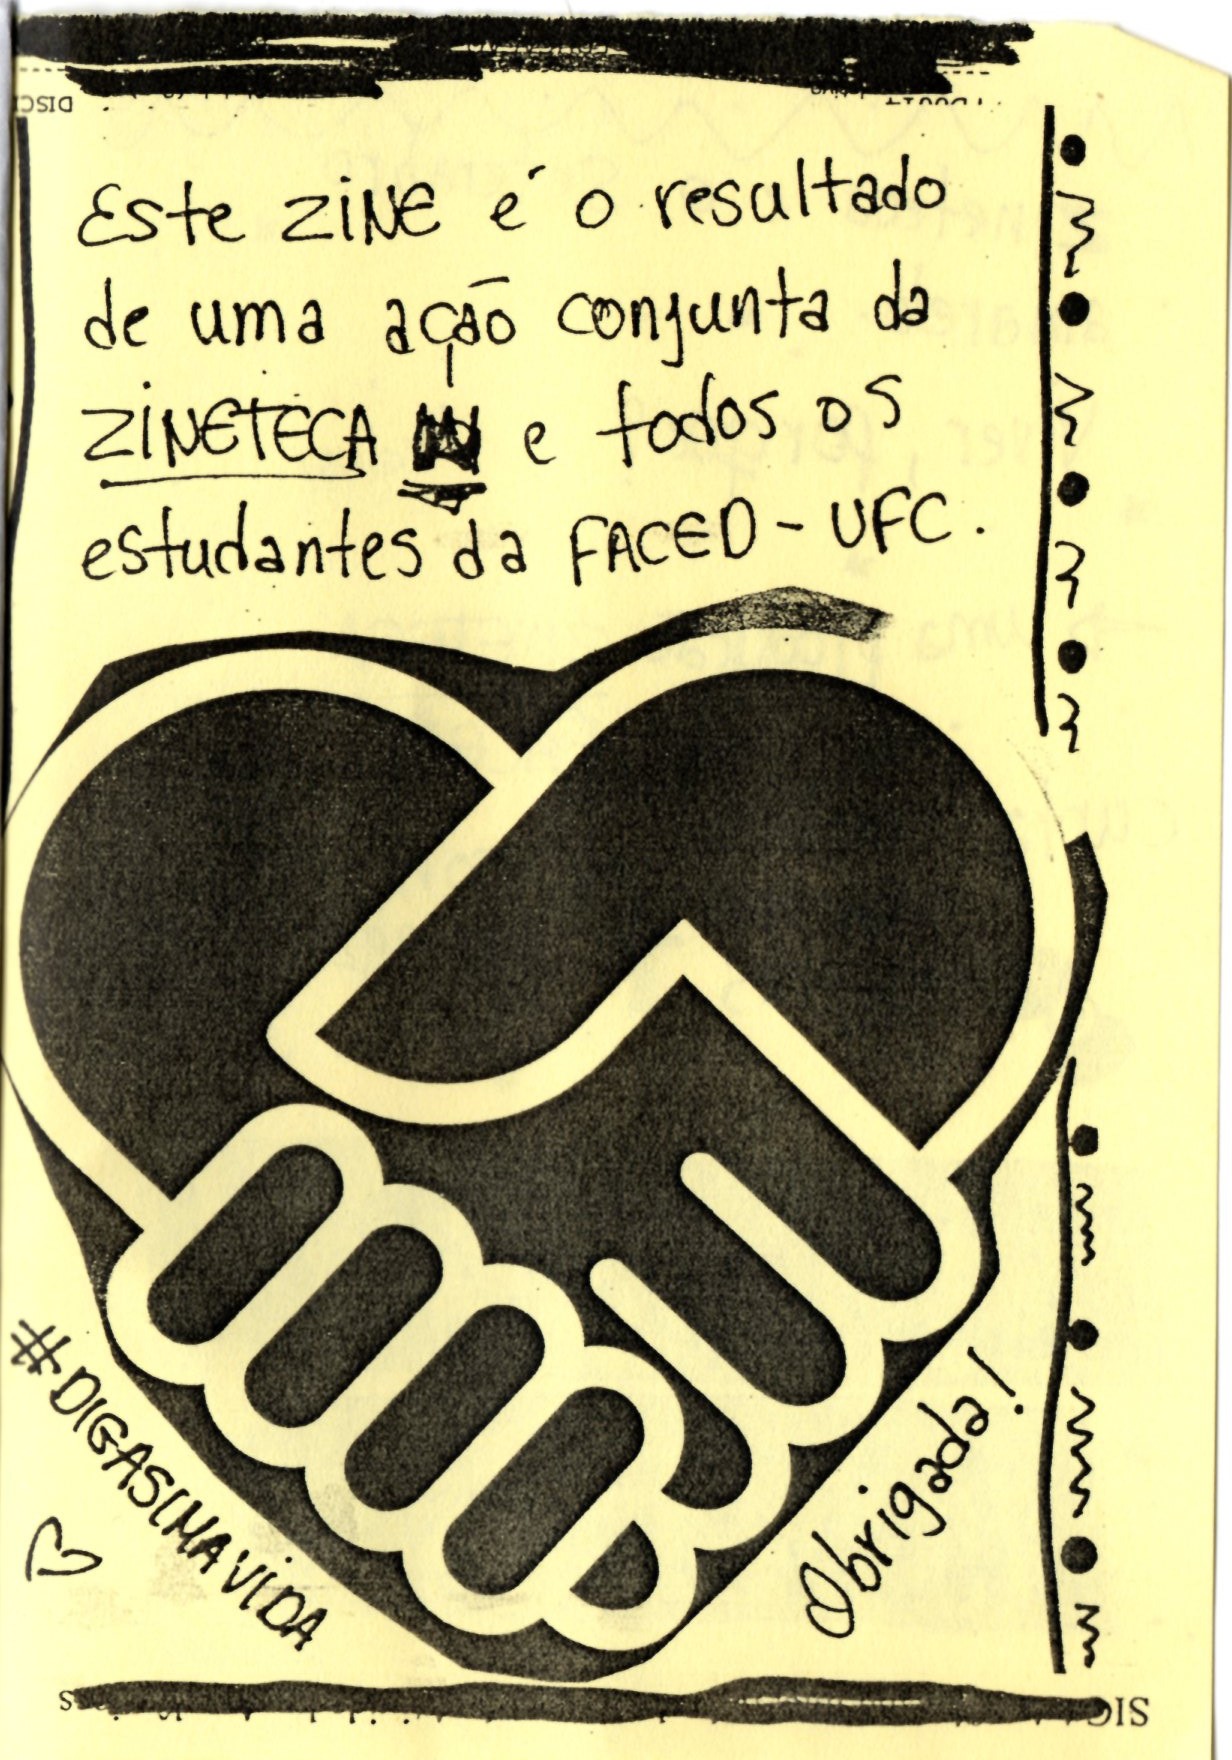 Este ZiNE é o resultado
de uma ação conjunta da
ZiNETECA e todos os
estudantes da FACED - UFC.
#DIGASIMAVIDA
Obrigada!